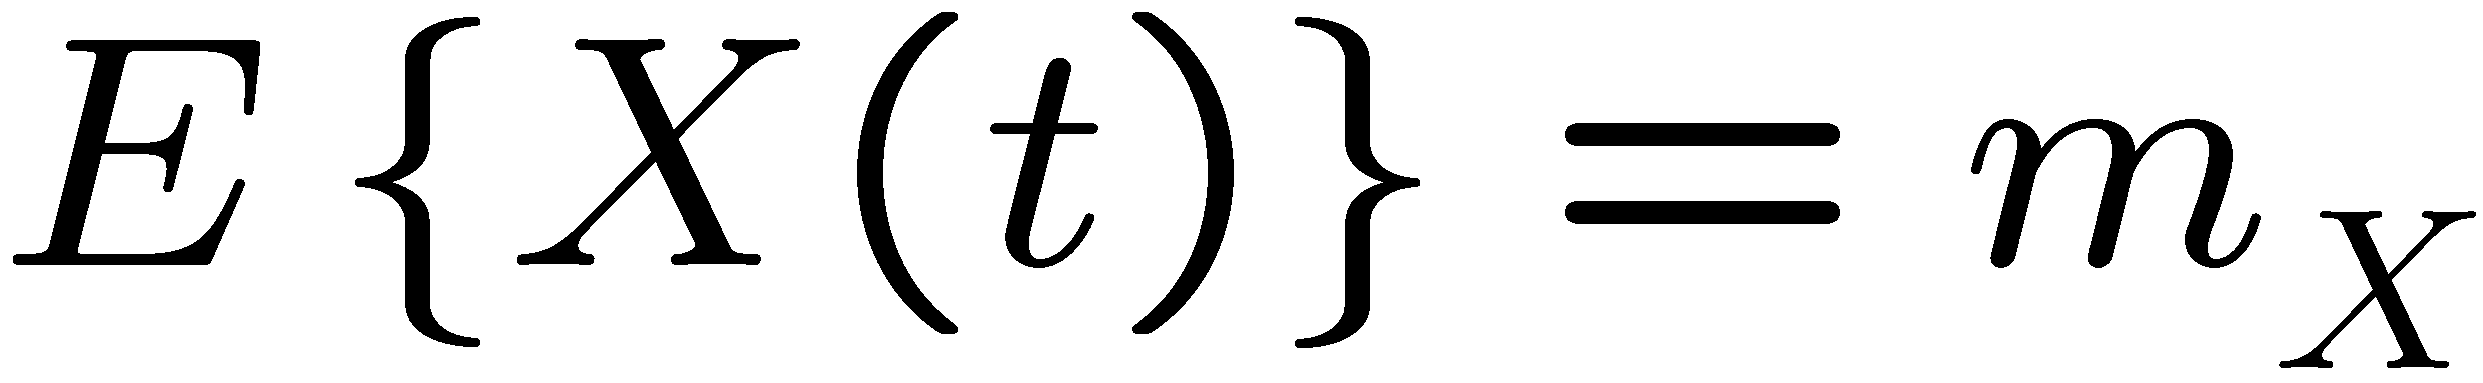 E{X(t)} = m_X